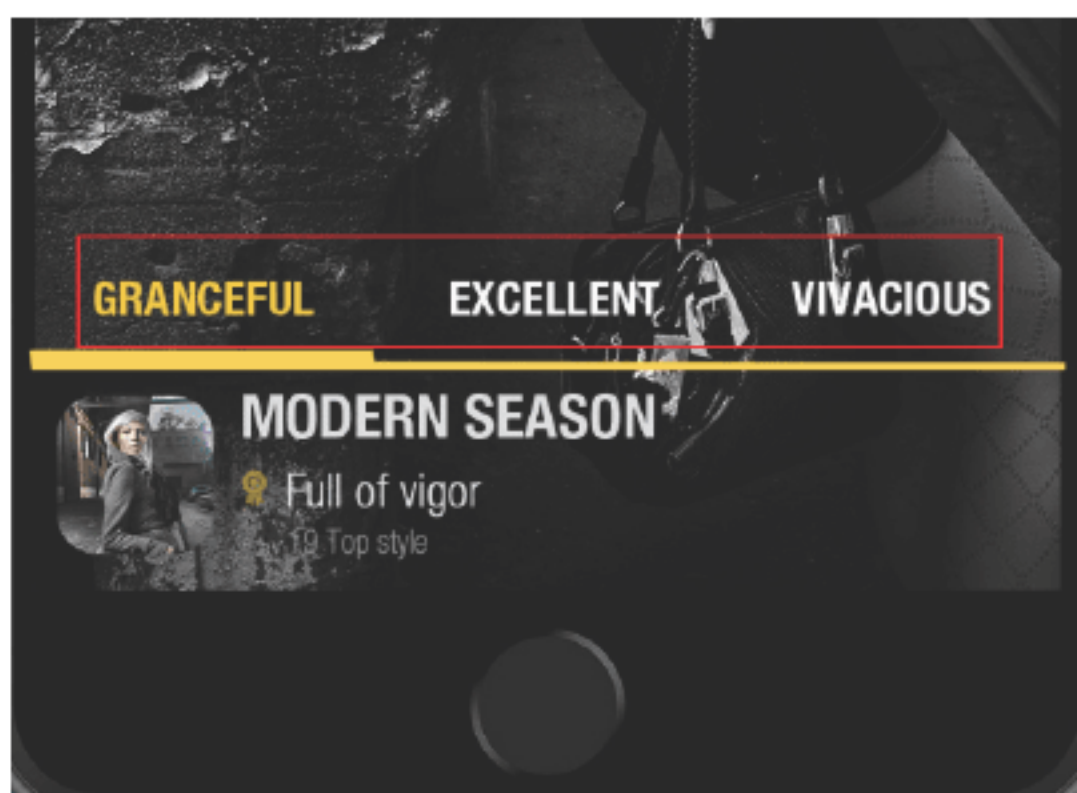 GRANCEFUL EXCELLENT VIVACIOUS
MODERN SEASON
Full of vigor
19 Top style